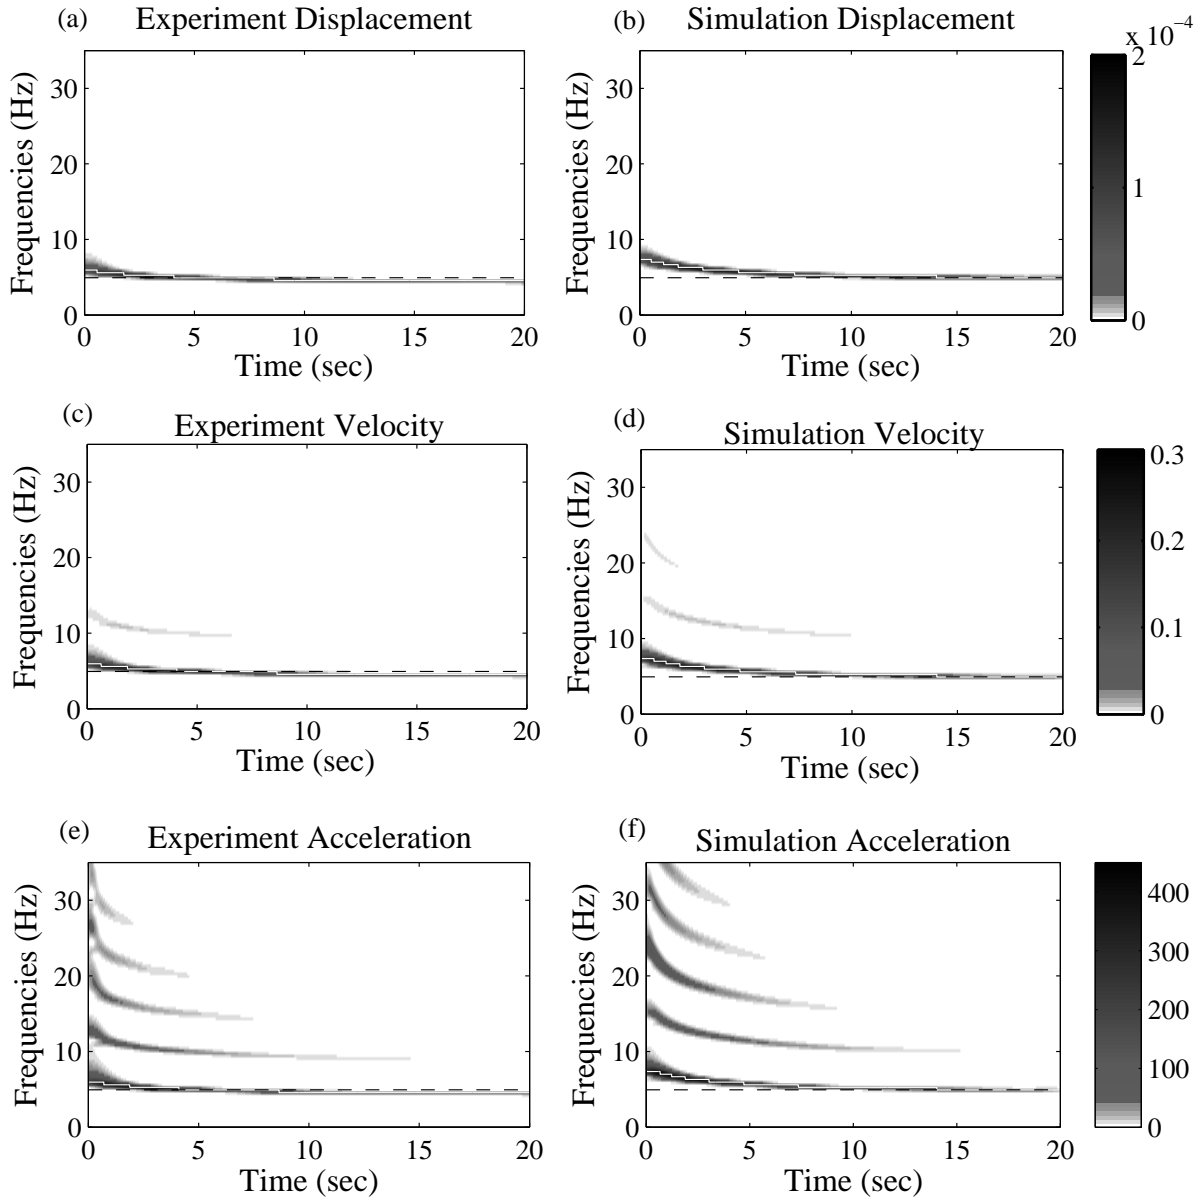 (a) Experiment Displacement
Frequencies (Hz)
30
20
10
0
0 5 10 15 20
Time (sec)
(b) Simulation Displacement
Frequencies (Hz)
30
20
10
0
0 5 10 15 20
Time (sec)
x 10⁻⁴
2
1
0
(c) Experiment Velocity
Frequencies (Hz)
30
20
10
0
0 5 10 15 20
Time (sec)
(d) Simulation Velocity
Frequencies (Hz)
30
20
10
0
0 5 10 15 20
Time (sec)
0.3
0.2
0.1
0
(e) Experiment Acceleration
Frequencies (Hz)
30
20
10
0
0 5 10 15 20
Time (sec)
(f) Simulation Acceleration
Frequencies (Hz)
30
20
10
0
0 5 10 15 20
Time (sec)
400
300
200
100
0